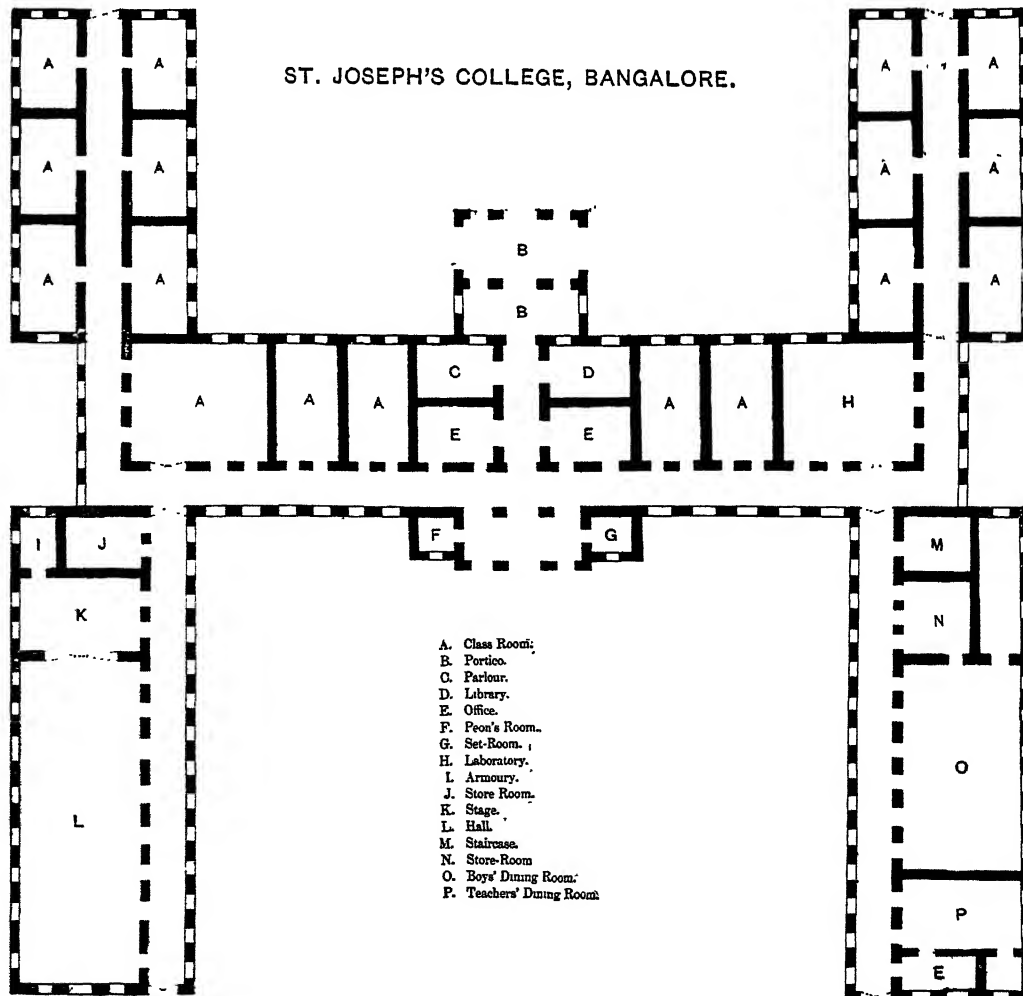 A A A A
ST. JOSEPH'S COLLEGE, BANGALORE.
A A A A
B
A A A A
B
C D
A A A A A H
E E
I J F G M
K N
A. Class Room.
B. Portico.
C. Parlour.
D. Library.
E. Office.
F. Peon's Room.
G. Set-Room.
H. Laboratory.
I. Armoury.
J. Store Room.
K. Stage.
L. Hall.
M. Staircase.
N. Store-Room
O. Boys' Dining Room.
P. Teachers' Dining Room.
L O
P
E